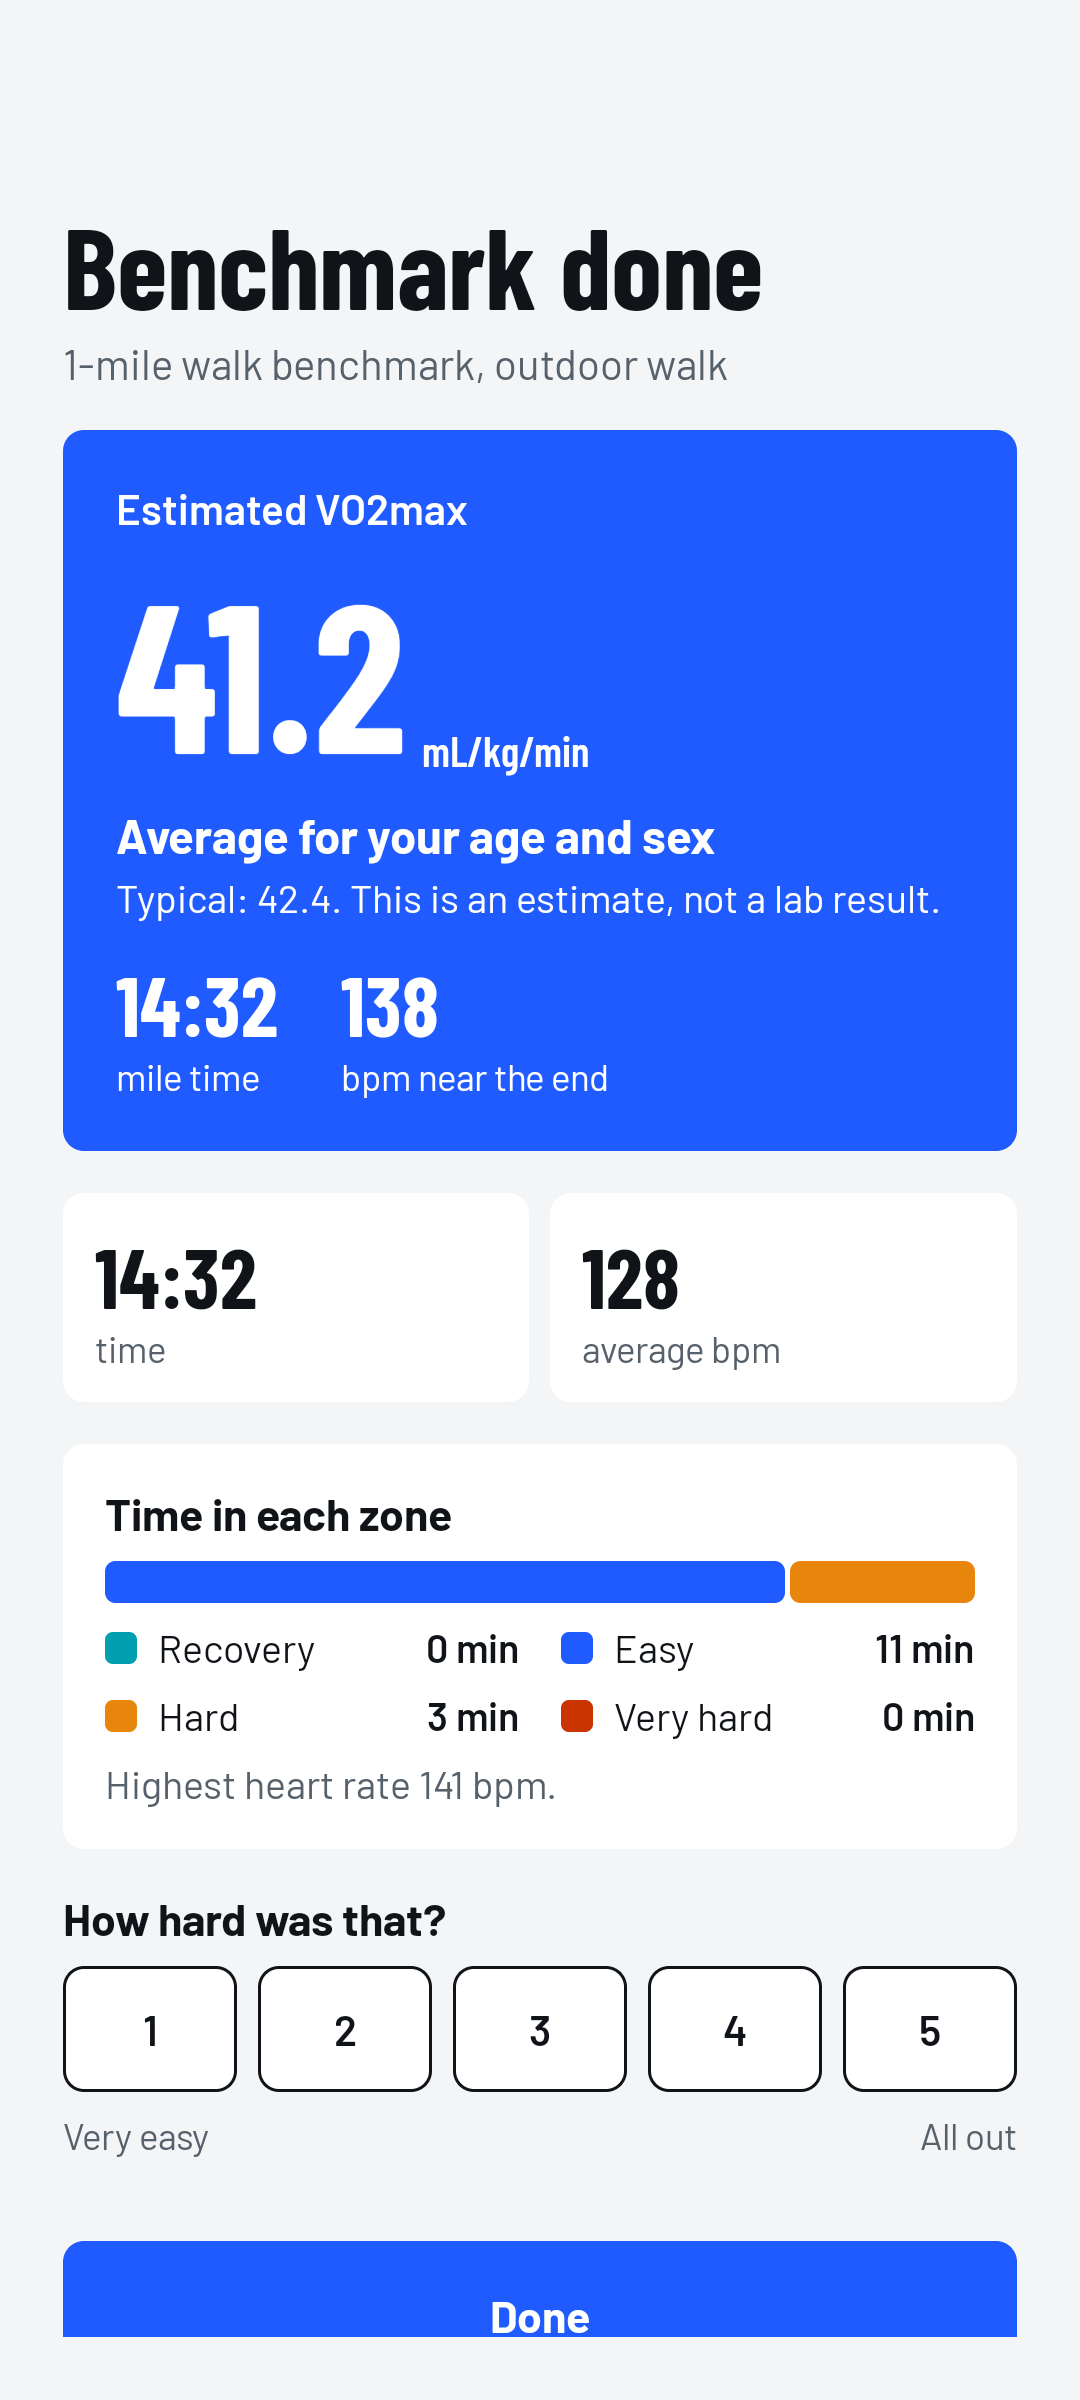 Benchmark done
1-mile walk benchmark, outdoor walk
Estimated VO2max
41.2 mL/kg/min
Average for your age and sex
Typical: 42.4. This is an estimate, not a lab result.
14:32 138
mile time bpm near the end
14:32 128
time average bpm
Time in each zone
Recovery 0 min Easy 11 min
Hard 3 min Very hard 0 min
Highest heart rate 141 bpm.
How hard was that?
1 2 3 4 5
Very easy All out
Done